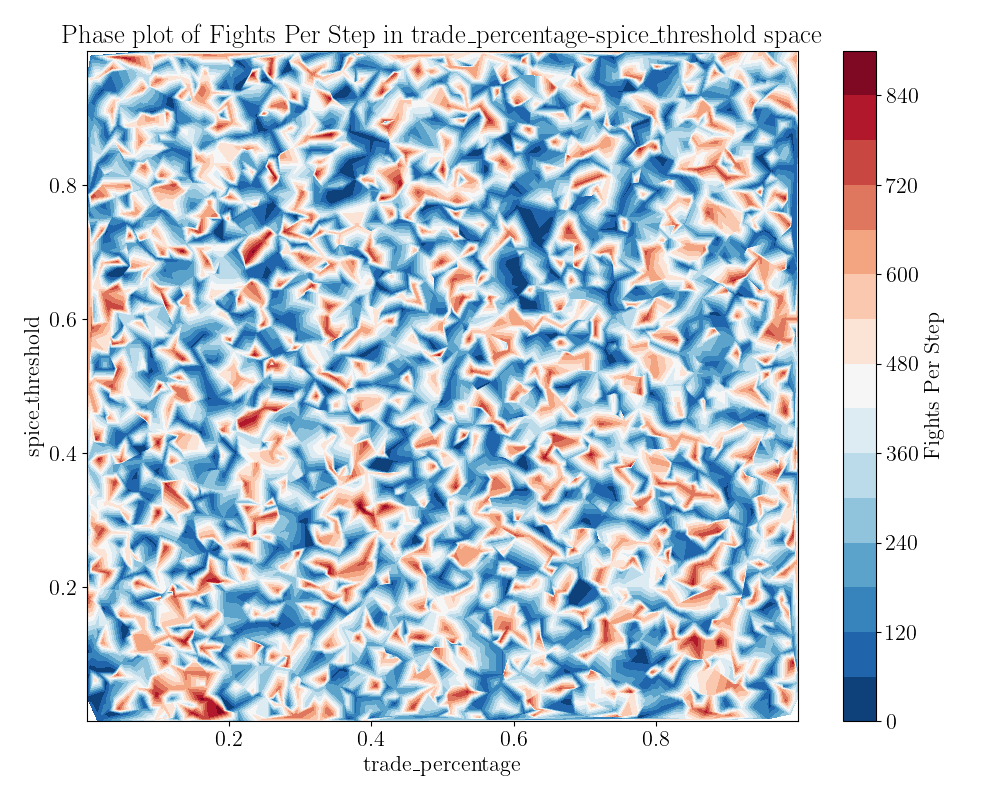 Phase plot of Fights Per Step in trade_percentage-spice_threshold space
840
720
600
480
360
240
120
0
Fights Per Step
0.8
0.6
0.4
0.2
spice_threshold
0.2 0.4 0.6 0.8
trade_percentage